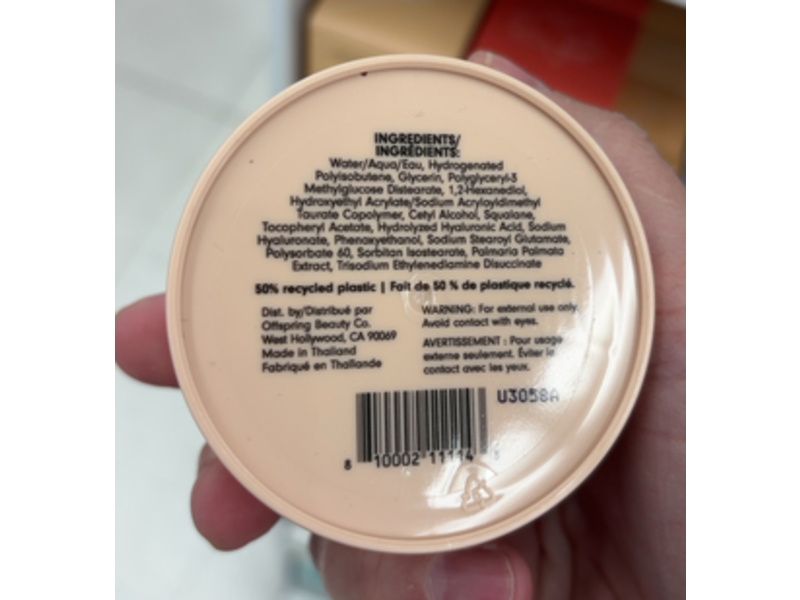 INGREDIENTS/
INGRÉDIENTS:
Water/Aqua/Eau, Hydrogenated
Polyisobutene, Glycerin, Polyglyceryl-3
Methylglucose Distearate, 1,2-Hexanediol,
Hydroxyethyl Acrylate/Sodium Acryloyldimethyl
Taurate Copolymer, Cetyl Alcohol, Squalane,
Tocopheryl Acetate, Hydrolyzed Hyaluronic Acid, Sodium
Hyaluronate, Phenoxyethanol, Sodium Stearoyl Glutamate,
Polysorbate 60, Sorbitan Isostearate, Palmaria Palmata
Extract, Trisodium Ethylenediamine Disuccinate
50% recycled plastic | Fait de 50 % de plastique recyclé.
Dist. by/Distribué par
Offspring Beauty Co.
West Hollywood, CA 90069
Made in Thailand
Fabriqué en Thaïlande
WARNING: For external use only.
Avoid contact with eyes.
AVERTISSEMENT : Pour usage
externe seulement. Éviter le
contact avec les yeux.
U3058A
8 10002 11114